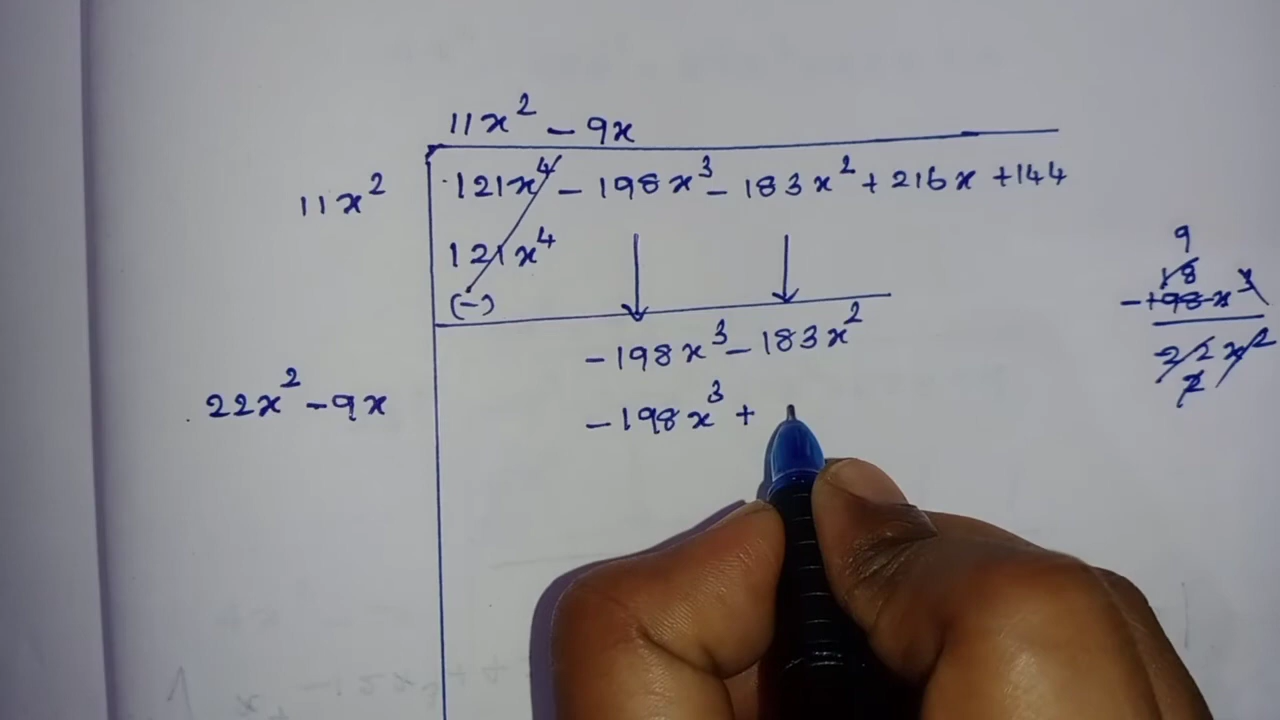 11x² - 9x
11x² 121x⁴ - 198x³ - 183x² + 216x + 144
121x⁴
(-)
-198x³ - 183x²
22x² - 9x -198x³ +
9
18
-198x³
22x²
2